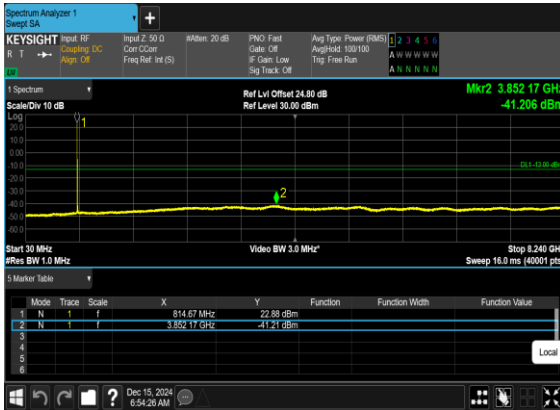 Spectrum Analyzer 1
Swept SA
+
KEYSIGHT Input: RF Input Z: 50 Ω #Atten: 20 dB PNO: Fast Avg Type: Power (RMS) 1 2 3 4 5 6
R T Coupling: DC Corr CCorr Gate: Off Avg|Hold: 100/100 A W W W W W
Align: Off Freq Ref: Int (S) IF Gain: Low Trig: Free Run
LXI Sig Track: Off A N N N N N
1 Spectrum
Ref Lvl Offset 24.80 dB Mkr2 3.852 17 GHz
Scale/Div 10 dB Ref Level 30.00 dBm -41.206 dBm
Log
1
20.0
10.0
0.00
-10.0
DL1 -13.00 dBm
-20.0
-30.0
2
-40.0
-50.0
-60.0
Start 30 MHz Video BW 3.0 MHz* Stop 8.240 GHz
#Res BW 1.0 MHz Sweep 16.0 ms (40001 pts)
5 Marker Table
Mode Trace Scale X Y Function Function Width Function Value
1 N 1 f 814.67 MHz 22.88 dBm
2 N 1 f 3.852 17 GHz -41.21 dBm
3
4
5
6
Local
? Dec 15, 2024
6:54:26 AM